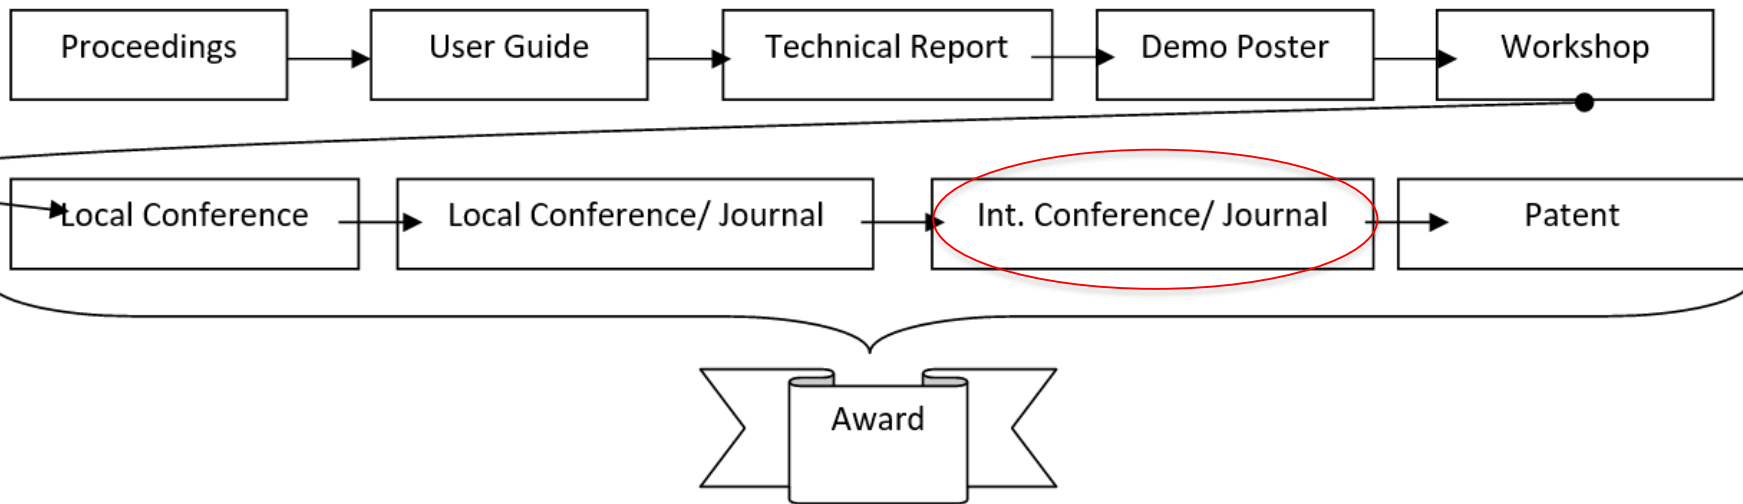 Proceedings
User Guide
Technical Report
Demo Poster
Workshop
Local Conference
Local Conference/ Journal
Int. Conference/ Journal
Patent
Award